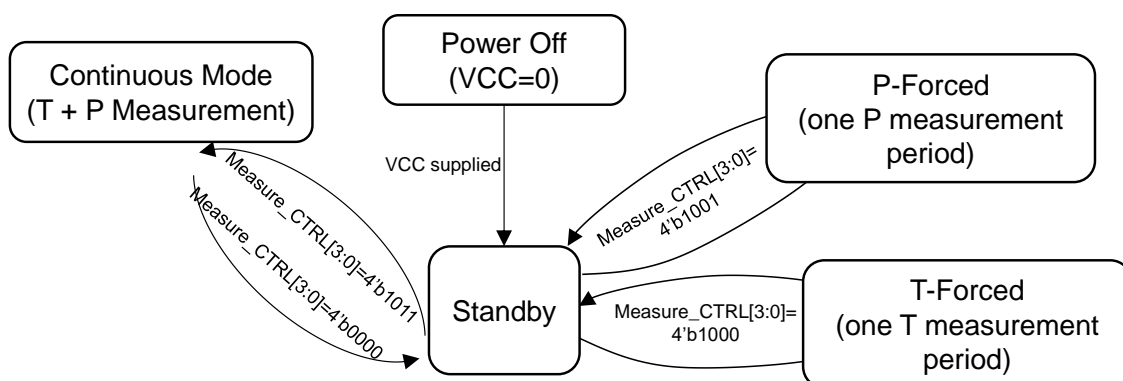 Power Off
(VCC=0)
Continuous Mode
(T + P Measurement)
P-Forced
(one P measurement
period)
VCC supplied
Measure_CTRL[3:0]=4'b1011
Measure_CTRL[3:0]=4'b0000
Measure_CTRL[3:0]=
4'b1001
Standby
Measure_CTRL[3:0]=
4'b1000
T-Forced
(one T measurement
period)